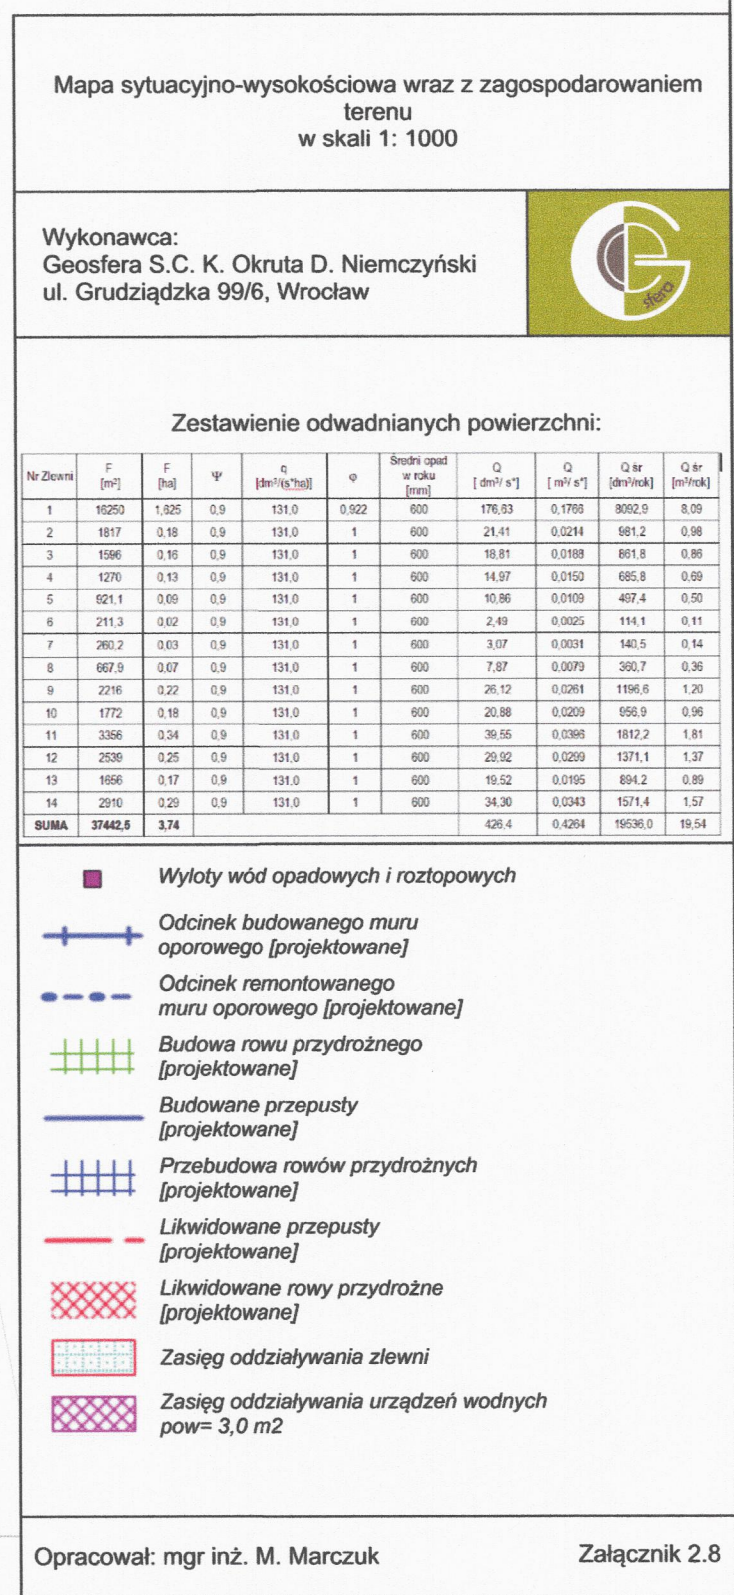 Mapa sytuacyjno-wysokościowa wraz z zagospodarowaniem
terenu
w skali 1: 1000
Wykonawca:
Geosfera S.C. K. Okruta D. Niemczyński
ul. Grudziądzka 99/6, Wrocław
sfera
Zestawienie odwadnianych powierzchni:
Nr Zlewni F [m²] F [ha] Ψ q [dm³/(s*ha)] φ Średni opad w roku [mm] Q [ dm³/ s*] Q [ m³/ s*] Q śr [dm³/rok] Q śr [m³/rok]
1 16250 1,625 0,9 131,0 0,922 600 176,63 0,1766 8092,9 8,09
2 1817 0,18 0,9 131,0 1 600 21,41 0,0214 981,2 0,98
3 1596 0,16 0,9 131,0 1 600 18,81 0,0188 861,8 0,86
4 1270 0,13 0,9 131,0 1 600 14,97 0,0150 685,8 0,69
5 921,1 0,09 0,9 131,0 1 600 10,86 0,0109 497,4 0,50
6 211,3 0,02 0,9 131,0 1 600 2,49 0,0025 114,1 0,11
7 260,2 0,03 0,9 131,0 1 600 3,07 0,0031 140,5 0,14
8 667,9 0,07 0,9 131,0 1 600 7,87 0,0079 360,7 0,36
9 2216 0,22 0,9 131,0 1 600 26,12 0,0261 1196,6 1,20
10 1772 0,18 0,9 131,0 1 600 20,88 0,0209 956,9 0,96
11 3356 0,34 0,9 131,0 1 600 39,55 0,0396 1812,2 1,81
12 2539 0,25 0,9 131,0 1 600 29,92 0,0299 1371,1 1,37
13 1656 0,17 0,9 131,0 1 600 19,52 0,0195 894,2 0,89
14 2910 0,29 0,9 131,0 1 600 34,30 0,0343 1571,4 1,57
SUMA 37442,5 3,74 426,4 0,4264 19536,0 19,54
Wyloty wód opadowych i roztopowych
Odcinek budowanego muru
oporowego [projektowane]
Odcinek remontowanego
muru oporowego [projektowane]
Budowa rowu przydrożnego
[projektowane]
Budowane przepusty
[projektowane]
Przebudowa rowów przydrożnych
[projektowane]
Likwidowane przepusty
[projektowane]
Likwidowane rowy przydrożne
[projektowane]
Zasięg oddziaływania zlewni
Zasięg oddziaływania urządzeń wodnych
pow= 3,0 m2
Opracował: mgr inż. M. Marczuk
Załącznik 2.8